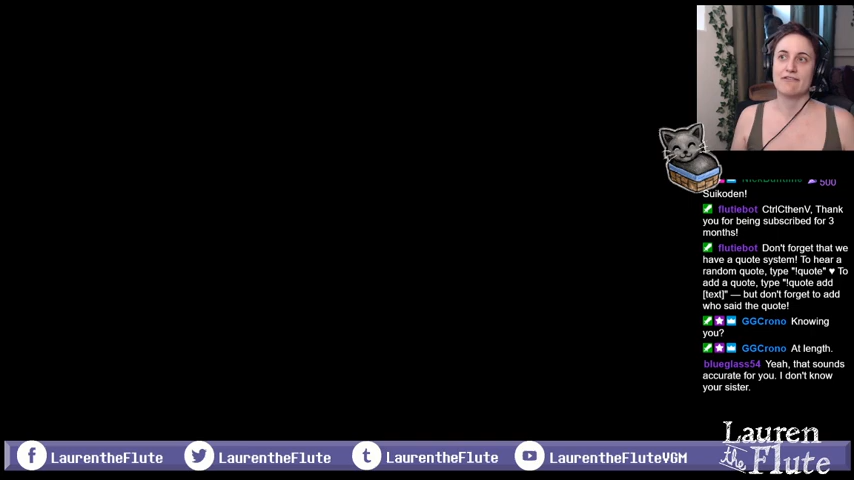 500
Suikoden!
flutiebot CtrlCthenV, Thank
you for being subscribed for 3
months!
flutiebot Don't forget that we
have a quote system! To hear a
random quote, type "!quote" ♥ To
add a quote, type "!quote add
[text]" — but don't forget to add
who said the quote!
GGCrono Knowing
you?
GGCrono At length.
blueglass54 Yeah, that sounds
accurate for you. I don't know
your sister.
LaurentheFlute LaurentheFlute LaurentheFlute LaurentheFluteVGM
Lauren
the Flute